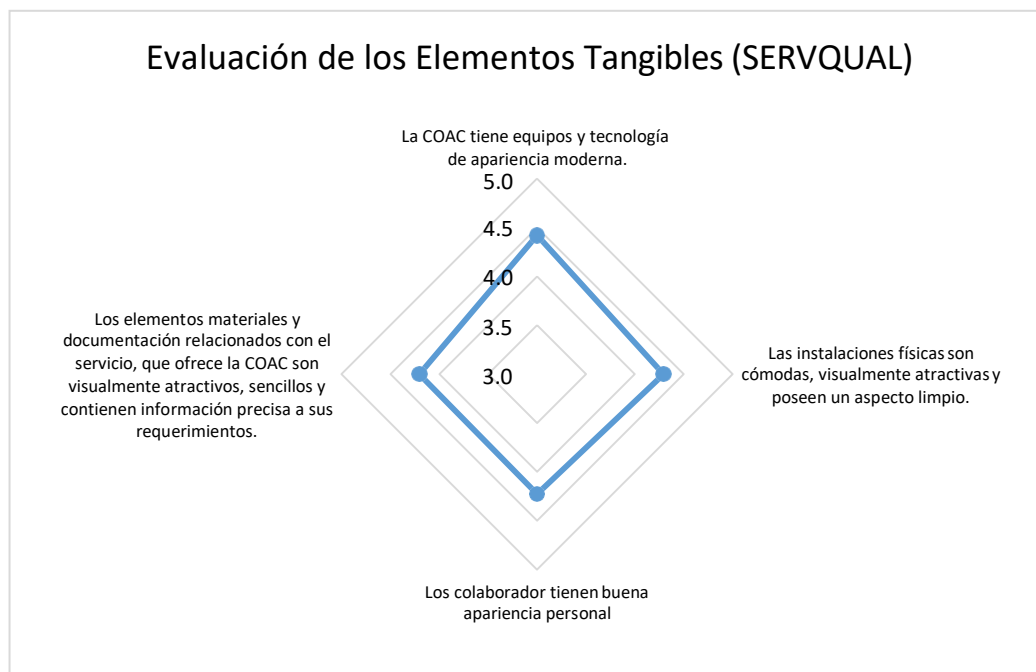 Evaluación de los Elementos Tangibles (SERVQUAL)
La COAC tiene equipos y tecnología
de apariencia moderna.
5.0
4.5
4.0
3.5
3.0
Las instalaciones físicas son
cómodas, visualmente atractivas y
poseen un aspecto limpio.
Los colaborador tienen buena
apariencia personal
Los elementos materiales y
documentación relacionados con el
servicio, que ofrece la COAC son
visualmente atractivos, sencillos y
contienen información precisa a sus
requerimientos.